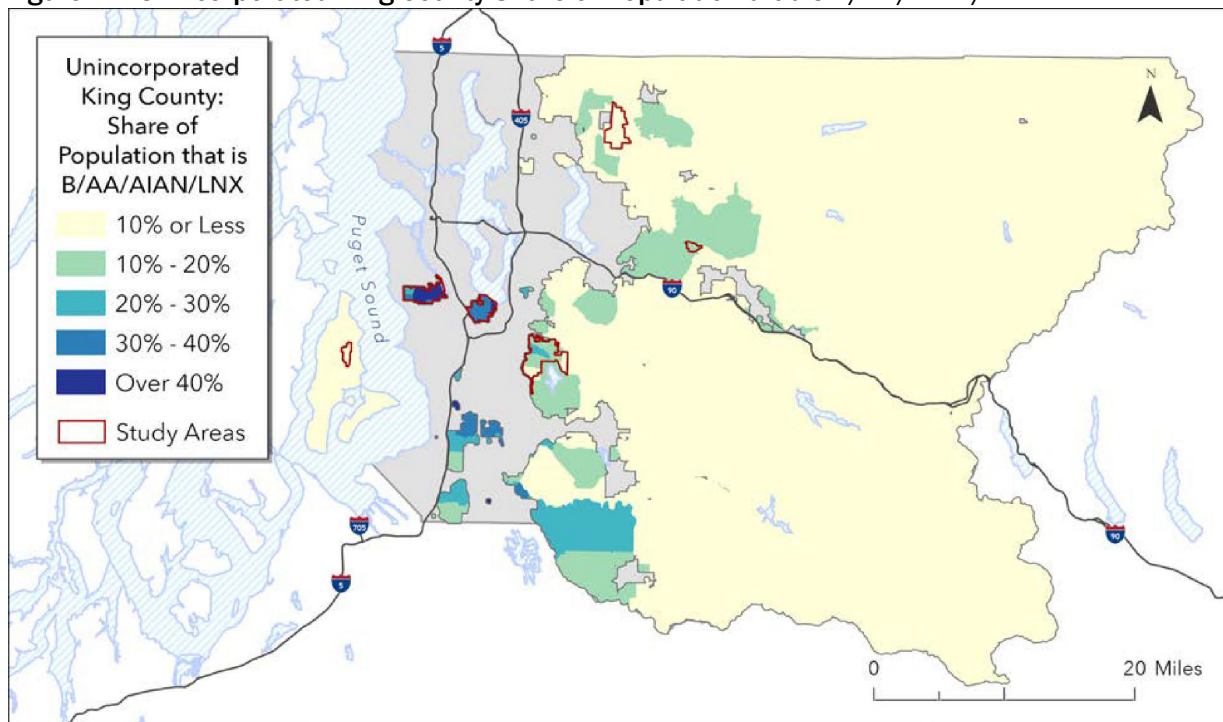 Unincorporated
King County:
Share of
Population that is
B/AA/AIAN/LNX
10% or Less
10% - 20%
20% - 30%
30% - 40%
Over 40%
Study Areas
Puget Sound
5
405
90
N
705
5
90
0
20 Miles